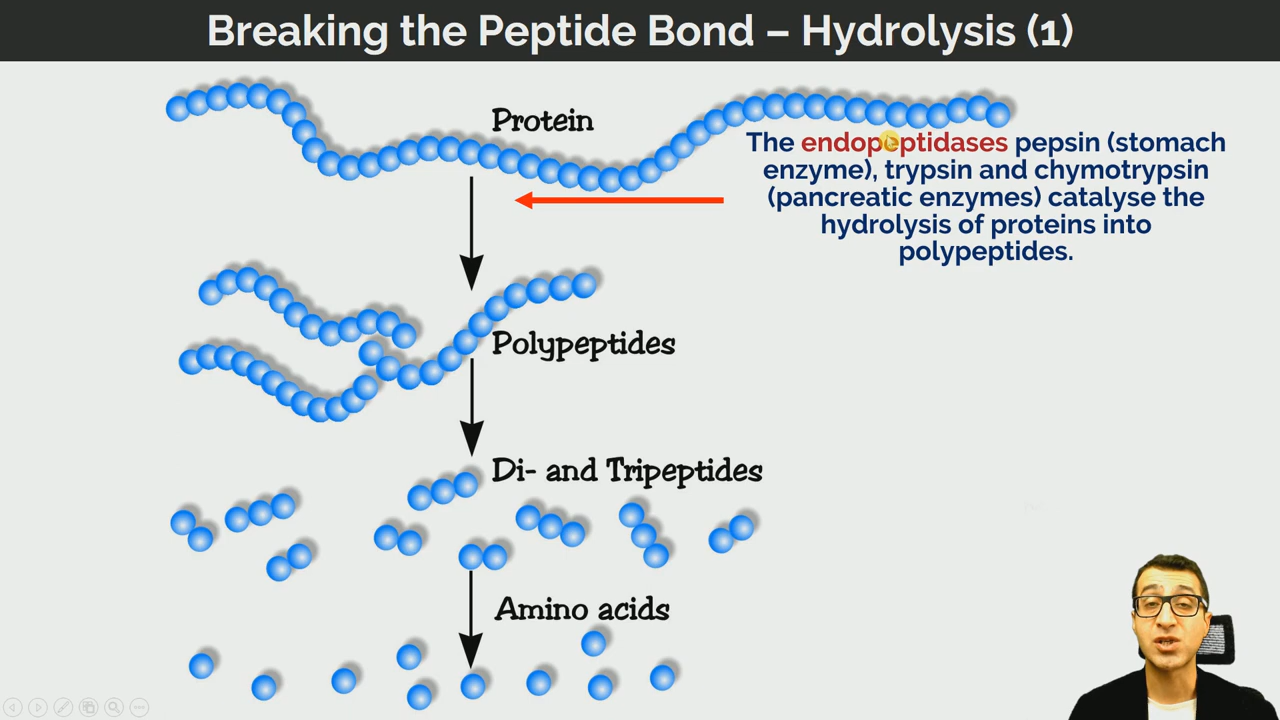 Breaking the Peptide Bond – Hydrolysis (1)
Protein
The endopeptidases pepsin (stomach
enzyme), trypsin and chymotrypsin
(pancreatic enzymes) catalyse the
hydrolysis of proteins into
polypeptides.
Polypeptides
Di- and Tripeptides
Amino acids